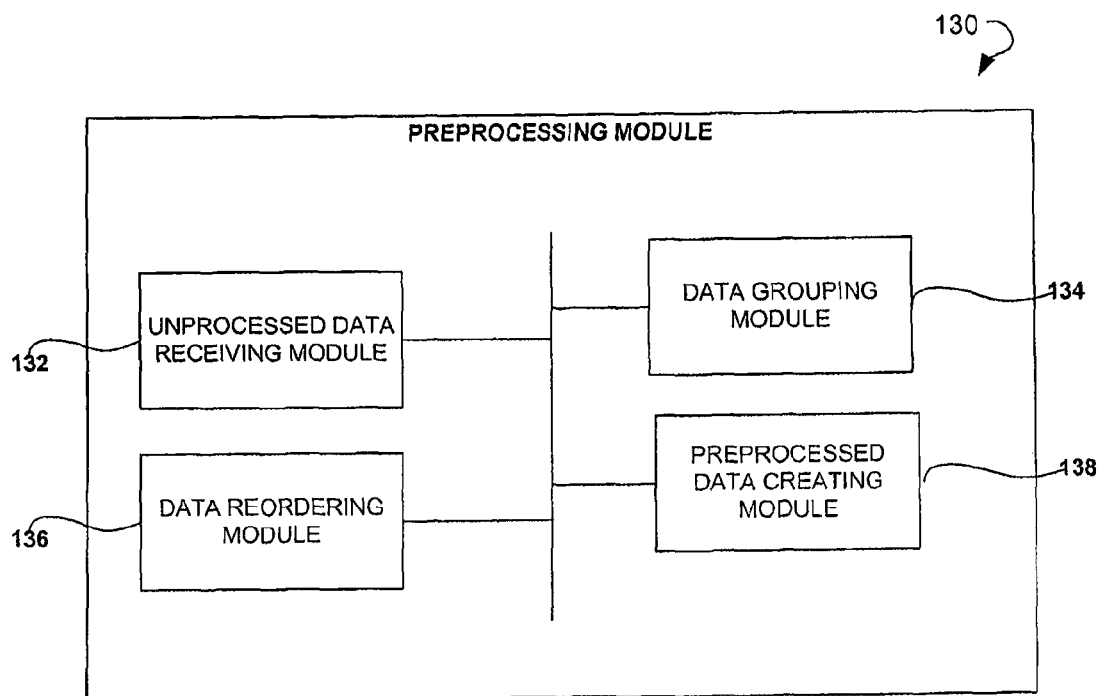 130
PREPROCESSING MODULE
UNPROCESSED DATA
RECEIVING MODULE
132
DATA GROUPING
MODULE
134
DATA REORDERING
MODULE
136
PREPROCESSED
DATA CREATING
MODULE
138